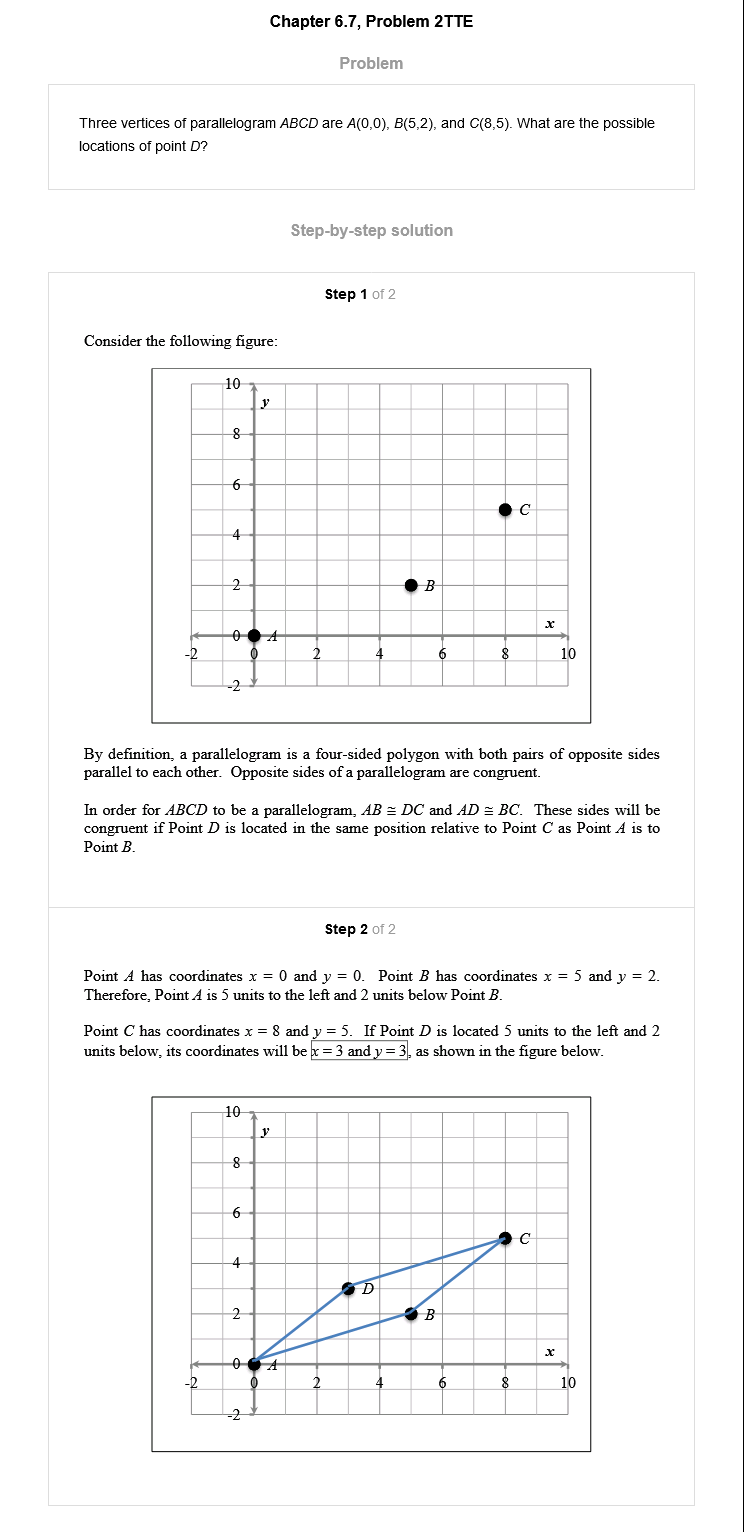 Chapter 6.7, Problem 2TTE
Problem
Three vertices of parallelogram ABCD are A(0,0), B(5,2), and C(8,5). What are the possible
locations of point D?
Step-by-step solution
Step 1 of 2
Consider the following figure:
10
y
8
6
C
4
2
B
x
0
A
-2
0
2
4
6
8
10
-2
By definition, a parallelogram is a four-sided polygon with both pairs of opposite sides
parallel to each other. Opposite sides of a parallelogram are congruent.
In order for ABCD to be a parallelogram, AB ≅ DC and AD ≅ BC. These sides will be
congruent if Point D is located in the same position relative to Point C as Point A is to
Point B.
Step 2 of 2
Point A has coordinates x = 0 and y = 0. Point B has coordinates x = 5 and y = 2.
Therefore, Point A is 5 units to the left and 2 units below Point B.
Point C has coordinates x = 8 and y = 5. If Point D is located 5 units to the left and 2
units below, its coordinates will be x = 3 and y = 3, as shown in the figure below.
10
y
8
6
C
4
D
2
B
x
0
A
-2
0
2
4
6
8
10
-2